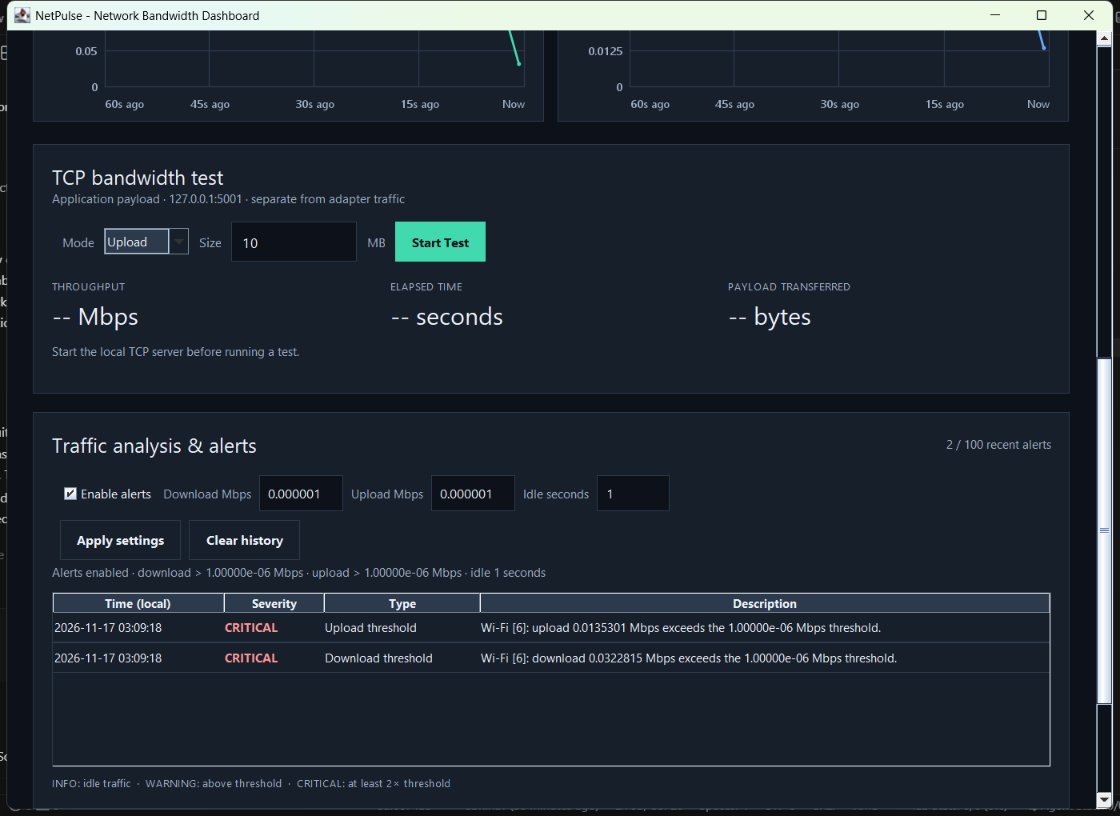 NetPulse - Network Bandwidth Dashboard
0.05
0
60s ago 45s ago 30s ago 15s ago Now
0.0125
0
60s ago 45s ago 30s ago 15s ago Now
TCP bandwidth test
Application payload · 127.0.0.1:5001 · separate from adapter traffic
Mode Upload Size 10 MB Start Test
THROUGHPUT ELAPSED TIME PAYLOAD TRANSFERRED
-- Mbps -- seconds -- bytes
Start the local TCP server before running a test.
Traffic analysis & alerts 2 / 100 recent alerts
Enable alerts Download Mbps 0.000001 Upload Mbps 0.000001 Idle seconds 1
Apply settings Clear history
Alerts enabled · download > 1.00000e-06 Mbps · upload > 1.00000e-06 Mbps · idle 1 seconds
Time (local) Severity Type Description
2026-11-17 03:09:18 CRITICAL Upload threshold Wi-Fi [6]: upload 0.0135301 Mbps exceeds the 1.00000e-06 Mbps threshold.
2026-11-17 03:09:18 CRITICAL Download threshold Wi-Fi [6]: download 0.0322815 Mbps exceeds the 1.00000e-06 Mbps threshold.
INFO: idle traffic · WARNING: above threshold · CRITICAL: at least 2× threshold